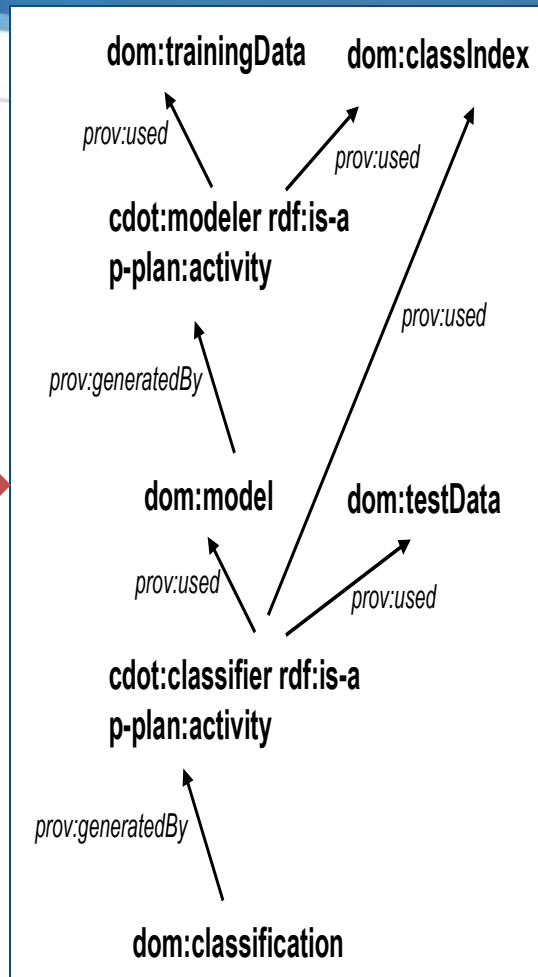 dom:trainingData dom:classIndex
prov:used
prov:used
cdot:modeler rdf:is-a
p-plan:activity
prov:used
prov:generatedBy
dom:model dom:testData
prov:used
prov:used
cdot:classifier rdf:is-a
p-plan:activity
prov:generatedBy
dom:classification